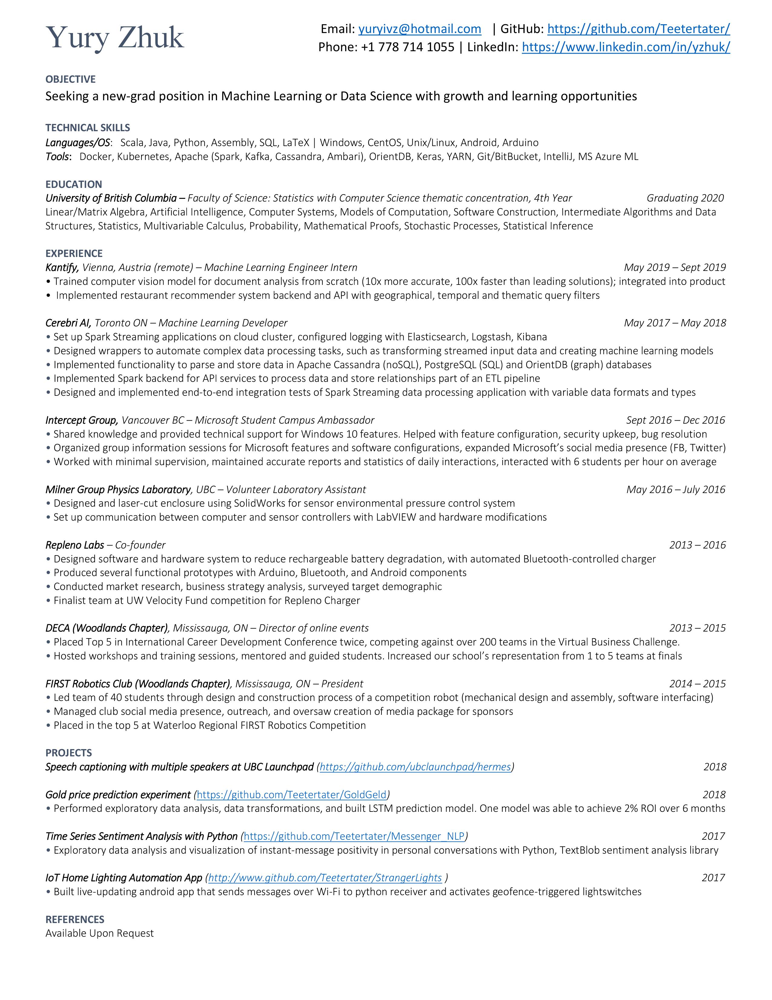 Yury Zhuk
Email: yuryivz@hotmail.com | GitHub: https://github.com/Teetertater/
Phone: +1 778 714 1055 | LinkedIn: https://www.linkedin.com/in/yzhuk/
OBJECTIVE
Seeking a new-grad position in Machine Learning or Data Science with growth and learning opportunities
TECHNICAL SKILLS
Languages/OS: Scala, Java, Python, Assembly, SQL, LaTeX | Windows, CentOS, Unix/Linux, Android, Arduino
Tools: Docker, Kubernetes, Apache (Spark, Kafka, Cassandra, Ambari), OrientDB, Keras, YARN, Git/BitBucket, IntelliJ, MS Azure ML
EDUCATION
University of British Columbia – Faculty of Science: Statistics with Computer Science thematic concentration, 4th Year Graduating 2020
Linear/Matrix Algebra, Artificial Intelligence, Computer Systems, Models of Computation, Software Construction, Intermediate Algorithms and Data
Structures, Statistics, Multivariable Calculus, Probability, Mathematical Proofs, Stochastic Processes, Statistical Inference
EXPERIENCE
Kantify, Vienna, Austria (remote) – Machine Learning Engineer Intern May 2019 – Sept 2019
• Trained computer vision model for document analysis from scratch (10x more accurate, 100x faster than leading solutions); integrated into product
• Implemented restaurant recommender system backend and API with geographical, temporal and thematic query filters
Cerebri AI, Toronto ON – Machine Learning Developer May 2017 – May 2018
• Set up Spark Streaming applications on cloud cluster, configured logging with Elasticsearch, Logstash, Kibana
• Designed wrappers to automate complex data processing tasks, such as transforming streamed input data and creating machine learning models
• Implemented functionality to parse and store data in Apache Cassandra (noSQL), PostgreSQL (SQL) and OrientDB (graph) databases
• Implemented Spark backend for API services to process data and store relationships part of an ETL pipeline
• Designed and implemented end-to-end integration tests of Spark Streaming data processing application with variable data formats and types
Intercept Group, Vancouver BC – Microsoft Student Campus Ambassador Sept 2016 – Dec 2016
• Shared knowledge and provided technical support for Windows 10 features. Helped with feature configuration, security upkeep, bug resolution
• Organized group information sessions for Microsoft features and software configurations, expanded Microsoft’s social media presence (FB, Twitter)
• Worked with minimal supervision, maintained accurate reports and statistics of daily interactions, interacted with 6 students per hour on average
Milner Group Physics Laboratory, UBC – Volunteer Laboratory Assistant May 2016 – July 2016
• Designed and laser-cut enclosure using SolidWorks for sensor environmental pressure control system
• Set up communication between computer and sensor controllers with LabVIEW and hardware modifications
Repleno Labs – Co-founder 2013 – 2016
• Designed software and hardware system to reduce rechargeable battery degradation, with automated Bluetooth-controlled charger
• Produced several functional prototypes with Arduino, Bluetooth, and Android components
• Conducted market research, business strategy analysis, surveyed target demographic
• Finalist team at UW Velocity Fund competition for Repleno Charger
DECA (Woodlands Chapter), Mississauga, ON – Director of online events 2013 – 2015
• Placed Top 5 in International Career Development Conference twice, competing against over 200 teams in the Virtual Business Challenge.
• Hosted workshops and training sessions, mentored and guided students. Increased our school’s representation from 1 to 5 teams at finals
FIRST Robotics Club (Woodlands Chapter), Mississauga, ON – President 2014 – 2015
• Led team of 40 students through design and construction process of a competition robot (mechanical design and assembly, software interfacing)
• Managed club social media presence, outreach, and oversaw creation of media package for sponsors
• Placed in the top 5 at Waterloo Regional FIRST Robotics Competition
PROJECTS
Speech captioning with multiple speakers at UBC Launchpad (https://github.com/ubclaunchpad/hermes) 2018
Gold price prediction experiment (https://github.com/Teetertater/GoldGeld) 2018
• Performed exploratory data analysis, data transformations, and built LSTM prediction model. One model was able to achieve 2% ROI over 6 months
Time Series Sentiment Analysis with Python (https://github.com/Teetertater/Messenger_NLP) 2017
• Exploratory data analysis and visualization of instant-message positivity in personal conversations with Python, TextBlob sentiment analysis library
IoT Home Lighting Automation App (http://www.github.com/Teetertater/StrangerLights ) 2017
• Built live-updating android app that sends messages over Wi-Fi to python receiver and activates geofence-triggered lightswitches
REFERENCES
Available Upon Request